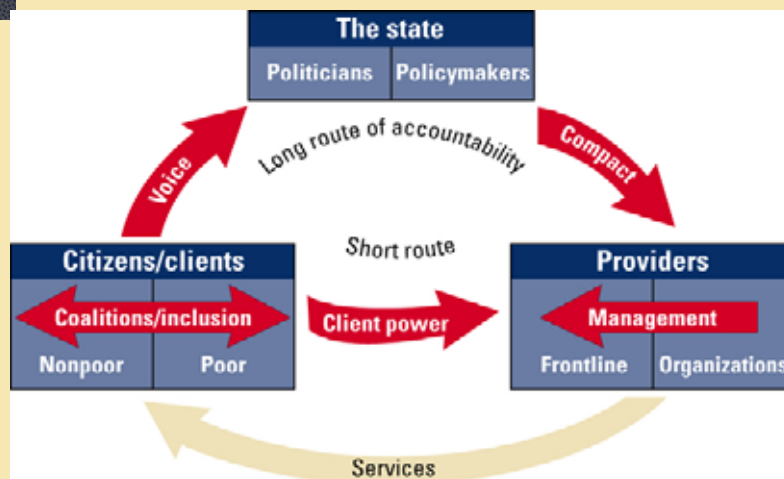 The state
Politicians Policymakers
Long route of accountability
Voice
Compact
Short route
Citizens/clients
Coalitions/inclusion
Nonpoor Poor
Client power
Providers
Management
Frontline Organizations
Services